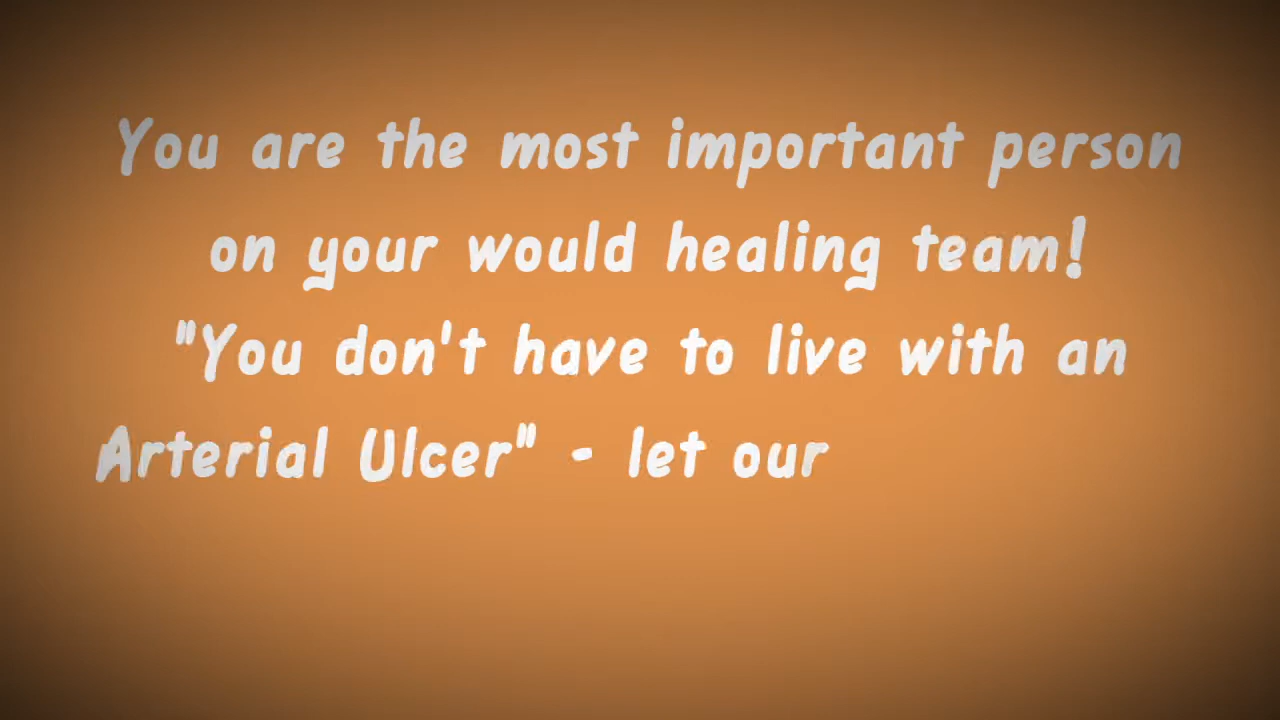 You are the most important person
on your would healing team!
"You don't have to live with an
Arterial Ulcer" - let our